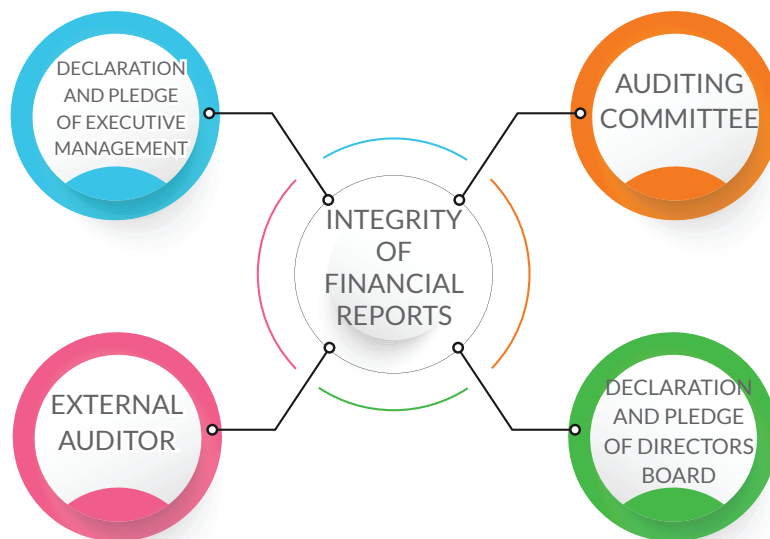 DECLARATION
AND PLEDGE
OF EXECUTIVE
MANAGEMENT
AUDITING
COMMITTEE
INTEGRITY
OF
FINANCIAL
REPORTS
EXTERNAL
AUDITOR
DECLARATION
AND PLEDGE
OF DIRECTORS
BOARD